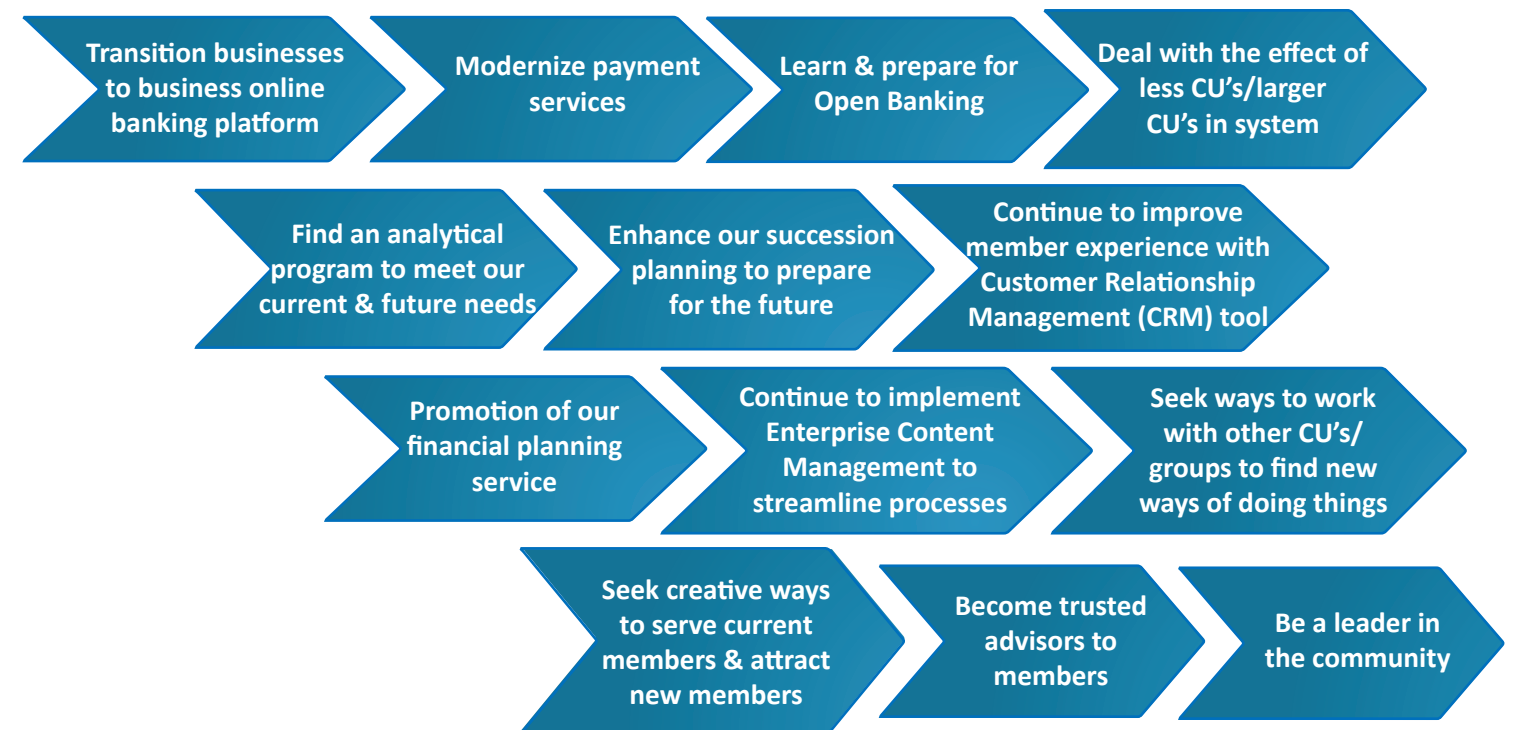 Transition businesses
to business online
banking platform
Modernize payment
services
Learn & prepare for
Open Banking
Deal with the effect of
less CU's/larger
CU's in system
Find an analytical
program to meet our
current & future needs
Enhance our succession
planning to prepare
for the future
Continue to improve
member experience with
Customer Relationship
Management (CRM) tool
Promotion of our
financial planning
service
Continue to implement
Enterprise Content
Management to
streamline processes
Seek ways to work
with other CU's/
groups to find new
ways of doing things
Seek creative ways
to serve current
members & attract
new members
Become trusted
advisors to
members
Be a leader in
the community